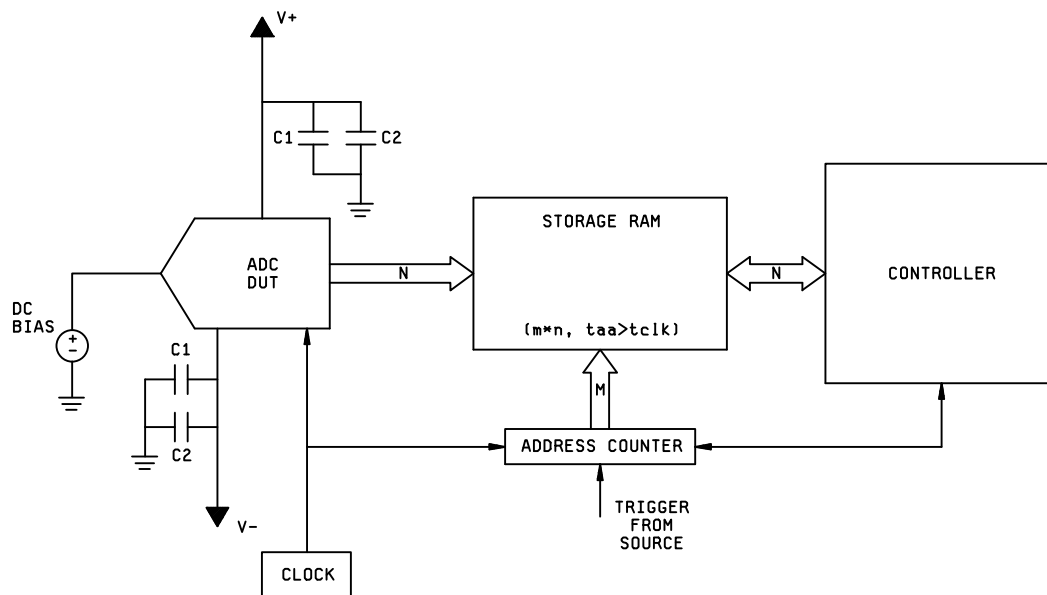 V+
C1
C2
STORAGE RAM
ADC
DUT
N
N
CONTROLLER
DC
BIAS
+
−
(m*n, taa>tclk)
C1
C2
M
ADDRESS COUNTER
V−
TRIGGER
FROM
SOURCE
CLOCK